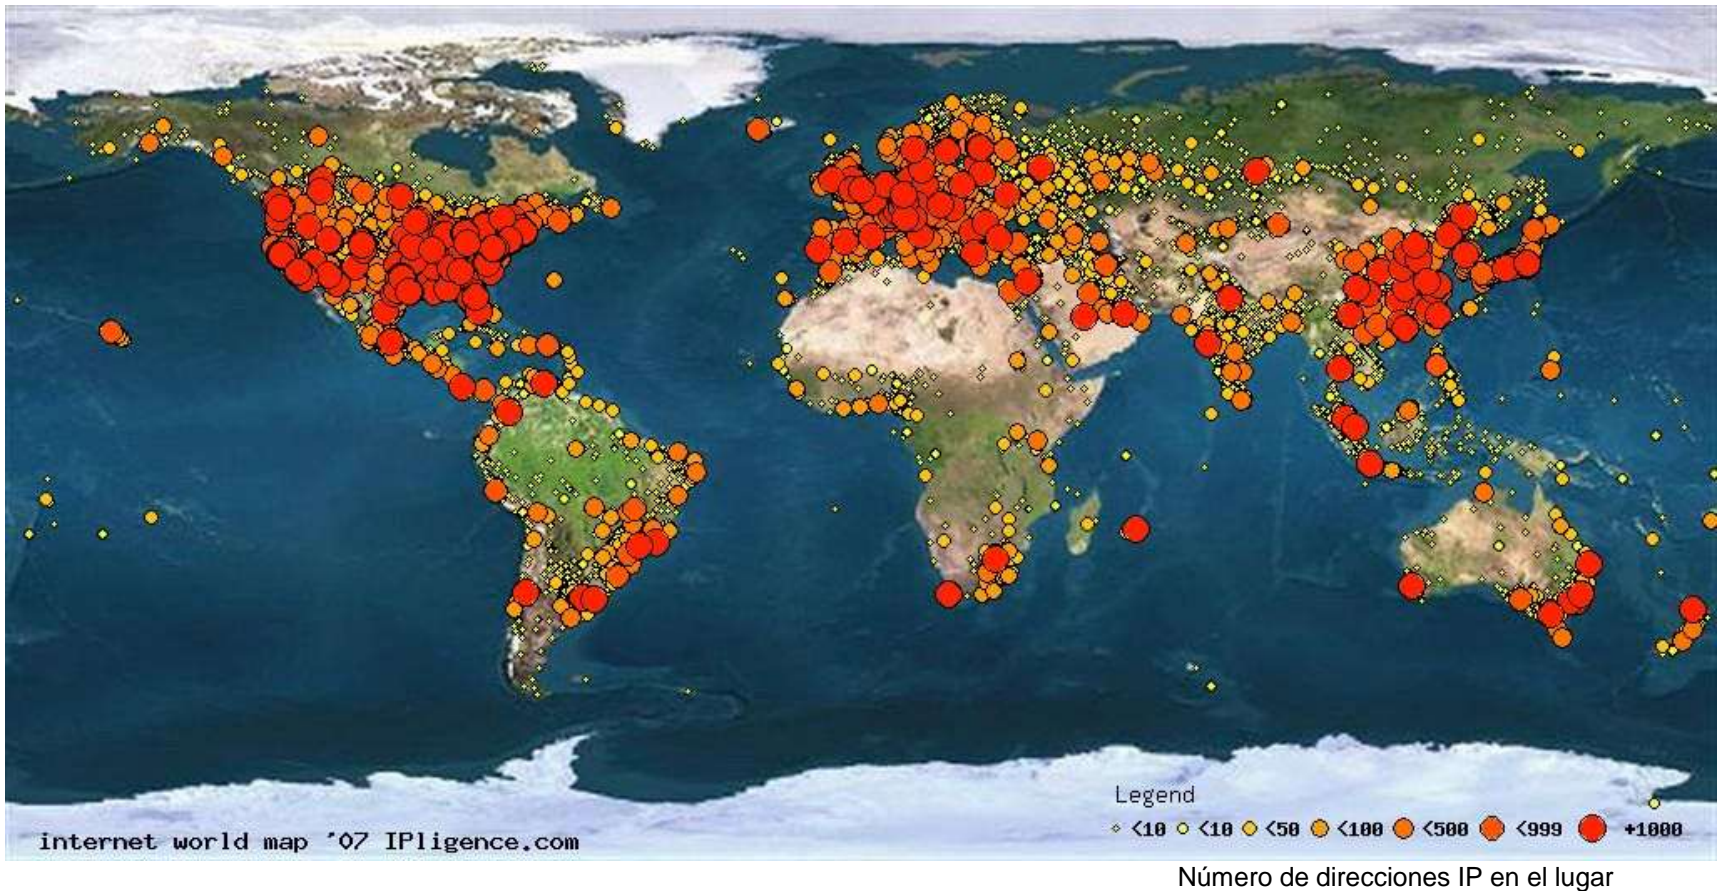 Legend
<10 <10 <50 <100 <500 <999 +1000
internet world map '07 IPligence.com
Número de direcciones IP en el lugar